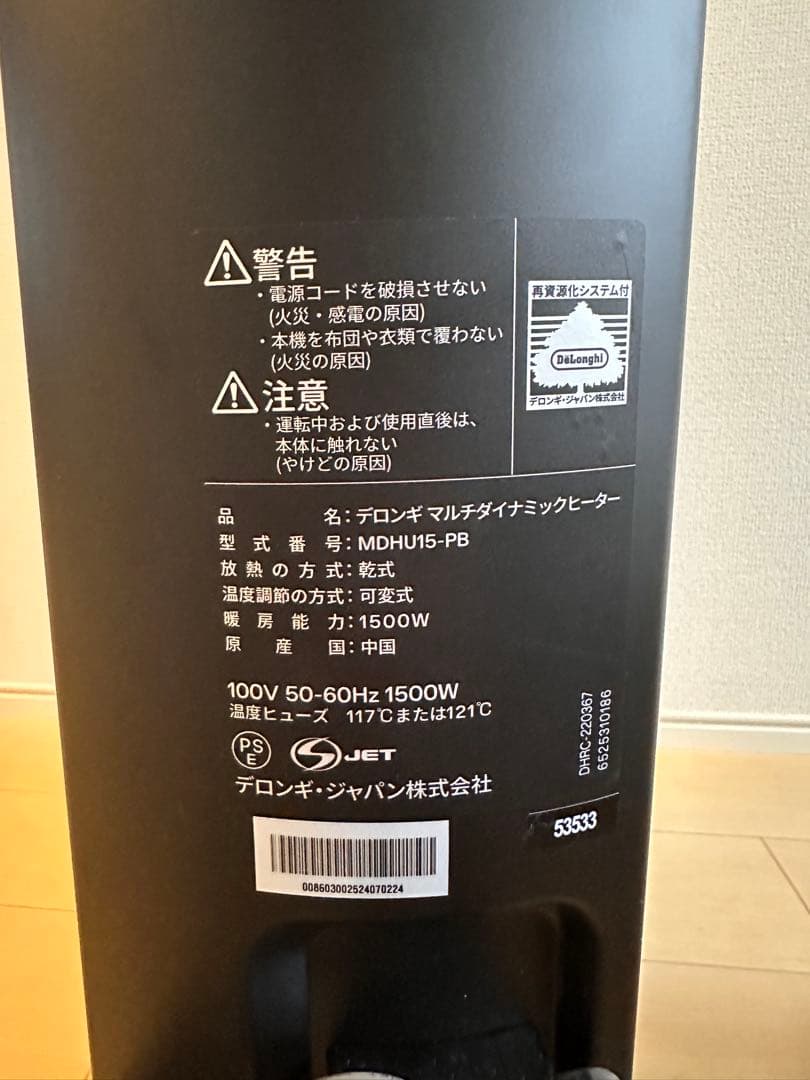 警告
・電源コードを破損させない
(火災・感電の原因)
・本機を布団や衣類で覆わない
(火災の原因)
注意
・運転中および使用直後は、
本体に触れない
(やけどの原因)
再資源化システム付
DeLonghi
デロンギ・ジャパン株式会社
品名：デロンギ マルチダイナミックヒーター
型式番号：MDHU15-PB
放熱の方式：乾式
温度調節の方式：可変式
暖房能力：1500W
原産国：中国
100V 50-60Hz 1500W
温度ヒューズ 117℃または121℃
PSE
JET
デロンギ・ジャパン株式会社
DHRC-220367
6525310186
53533
008603002524070224